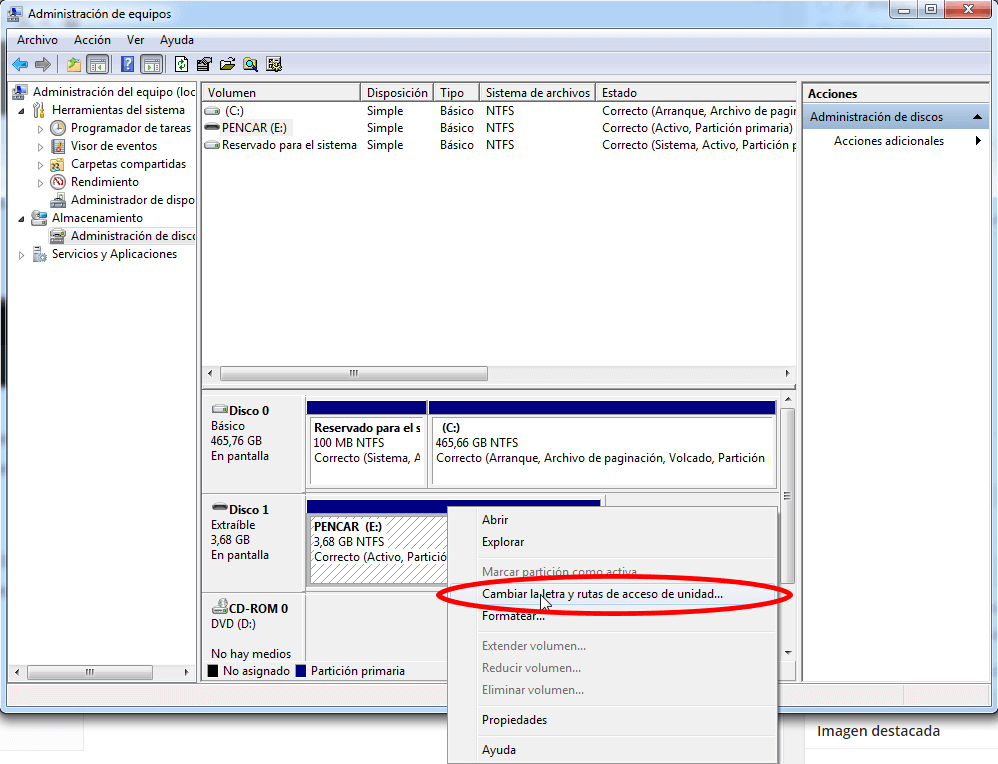 Administración de equipos
Archivo Acción Ver Ayuda
Administración del equipo (loc
Herramientas del sistema
Programador de tareas
Visor de eventos
Carpetas compartidas
Rendimiento
Administrador de dispo
Almacenamiento
Administración de disco
Servicios y Aplicaciones
Volumen Disposición Tipo Sistema de archivos Estado
(C:) Simple Básico NTFS Correcto (Arranque, Archivo de pagin
PENCAR (E:) Simple Básico NTFS Correcto (Activo, Partición primaria)
Reservado para el sistema Simple Básico NTFS Correcto (Sistema, Activo, Partición p
Acciones
Administración de discos
Acciones adicionales
Disco 0
Básico
465,76 GB
En pantalla
Reservado para el s
100 MB NTFS
Correcto (Sistema, A
(C:)
465,66 GB NTFS
Correcto (Arranque, Archivo de paginación, Volcado, Partición
Disco 1
Extraíble
3,68 GB
En pantalla
PENCAR (E:)
3,68 GB NTFS
Correcto (Activo, Partició
CD-ROM 0
DVD (D:)
No hay medios
No asignado Partición primaria
Abrir
Explorar
Marcar partición como activa
Cambiar la letra y rutas de acceso de unidad...
Formatear...
Extender volumen...
Reducir volumen...
Eliminar volumen...
Propiedades
Ayuda
Imagen destacada